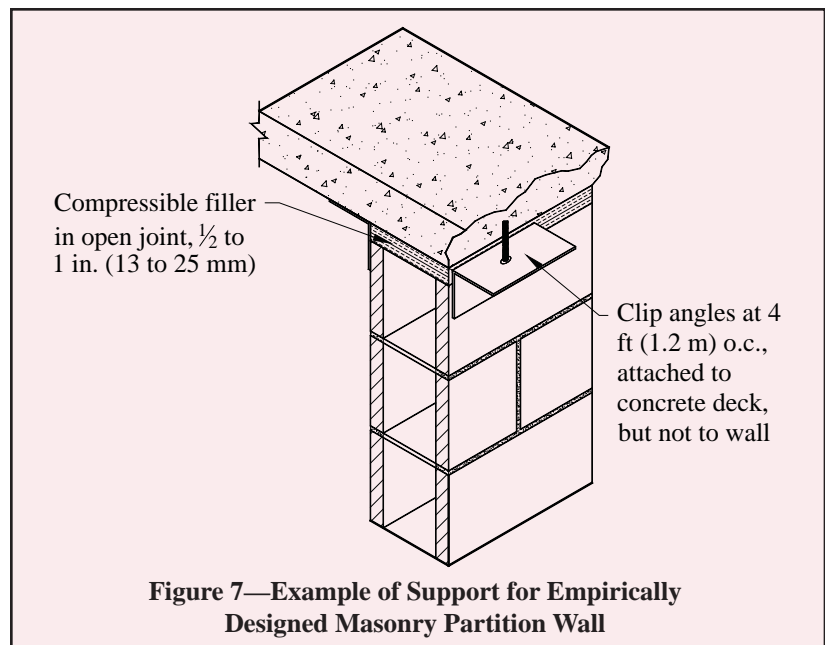 Compressible filler
in open joint, ½ to
1 in. (13 to 25 mm)
Clip angles at 4
ft (1.2 m) o.c.,
attached to
concrete deck,
but not to wall
Figure 7—Example of Support for Empirically
Designed Masonry Partition Wall